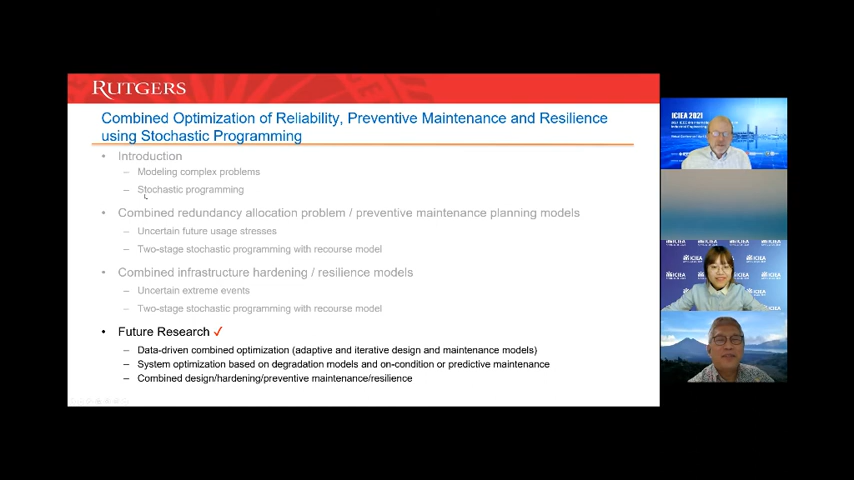 RUTGERS
Combined Optimization of Reliability, Preventive Maintenance and Resilience
using Stochastic Programming
• Introduction
– Modeling complex problems
– Stochastic programming
• Combined redundancy allocation problem / preventive maintenance planning models
– Uncertain future usage stresses
– Two-stage stochastic programming with recourse model
• Combined infrastructure hardening / resilience models
– Uncertain extreme events
– Two-stage stochastic programming with recourse model
• Future Research ✓
– Data-driven combined optimization (adaptive and iterative design and maintenance models)
– System optimization based on degradation models and on-condition or predictive maintenance
– Combined design/hardening/preventive maintenance/resilience
ICIEA 2021
ICIEA
ICIEA
ICIEA
ICIEA